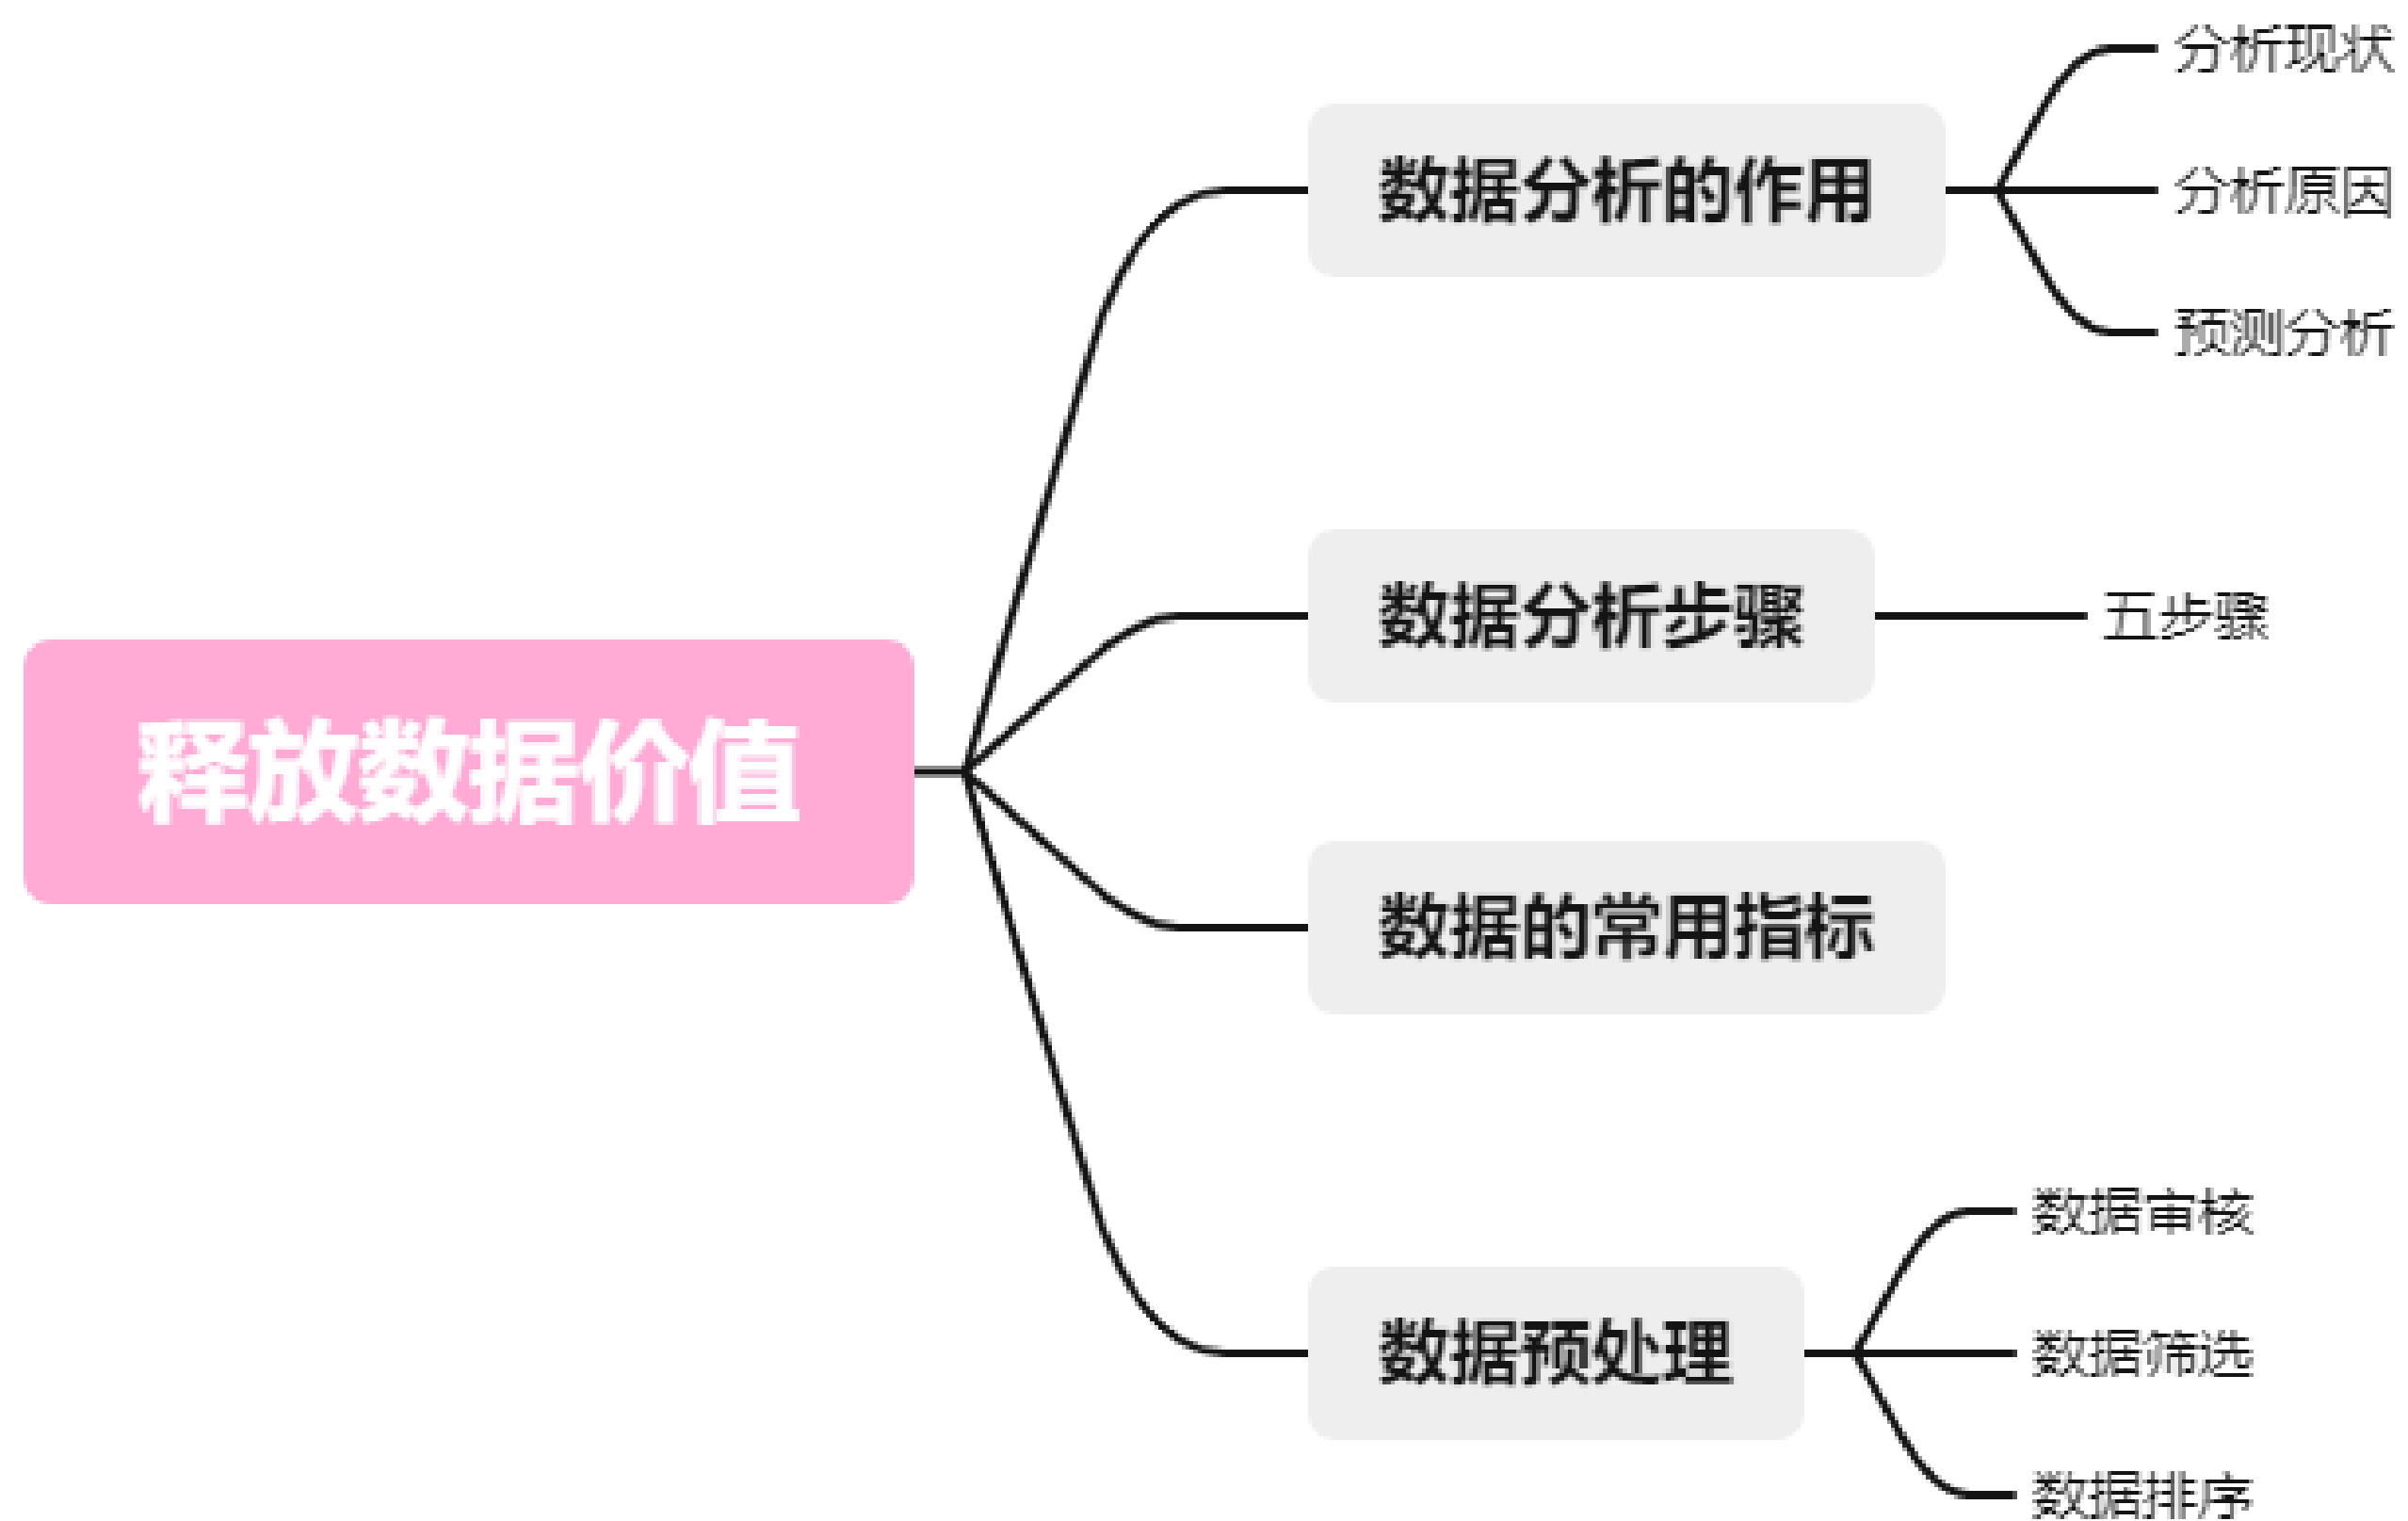 释放数据价值
数据分析的作用
分析现状
分析原因
预测分析
数据分析步骤
五步骤
数据的常用指标
数据预处理
数据审核
数据筛选
数据排序